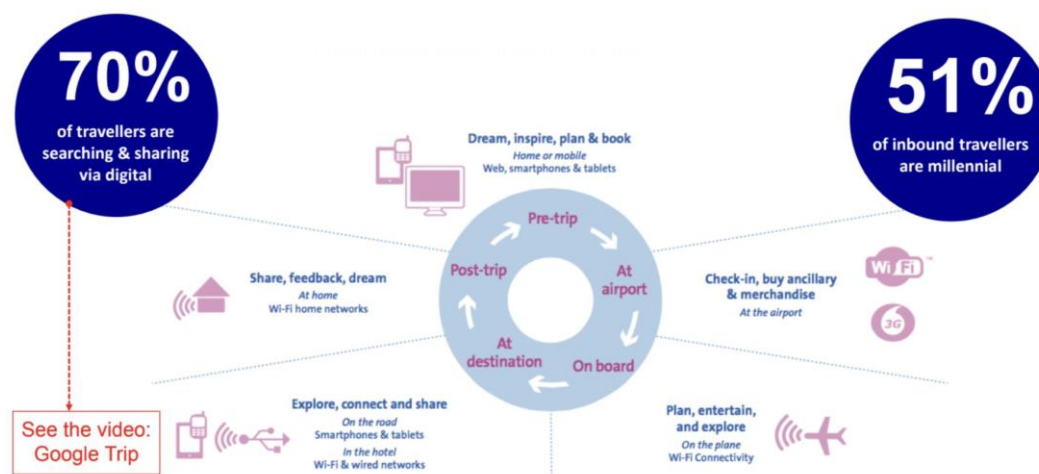 70%
of travellers are
searching & sharing
via digital
51%
of inbound travellers
are millennial
Dream, inspire, plan & book
Home or mobile
Web, smartphones & tablets
Pre-trip
At
airport
On board
At
destination
Post-trip
Share, feedback, dream
At home
Wi-Fi home networks
Check-in, buy ancillary
& merchandise
At the airport
Wi Fi ™
3G
Explore, connect and share
On the road
Smartphones & tablets
In the hotel
Wi-Fi & wired networks
Plan, entertain,
and explore
On the plane
Wi-Fi Connectivity
See the video:
Google Trip